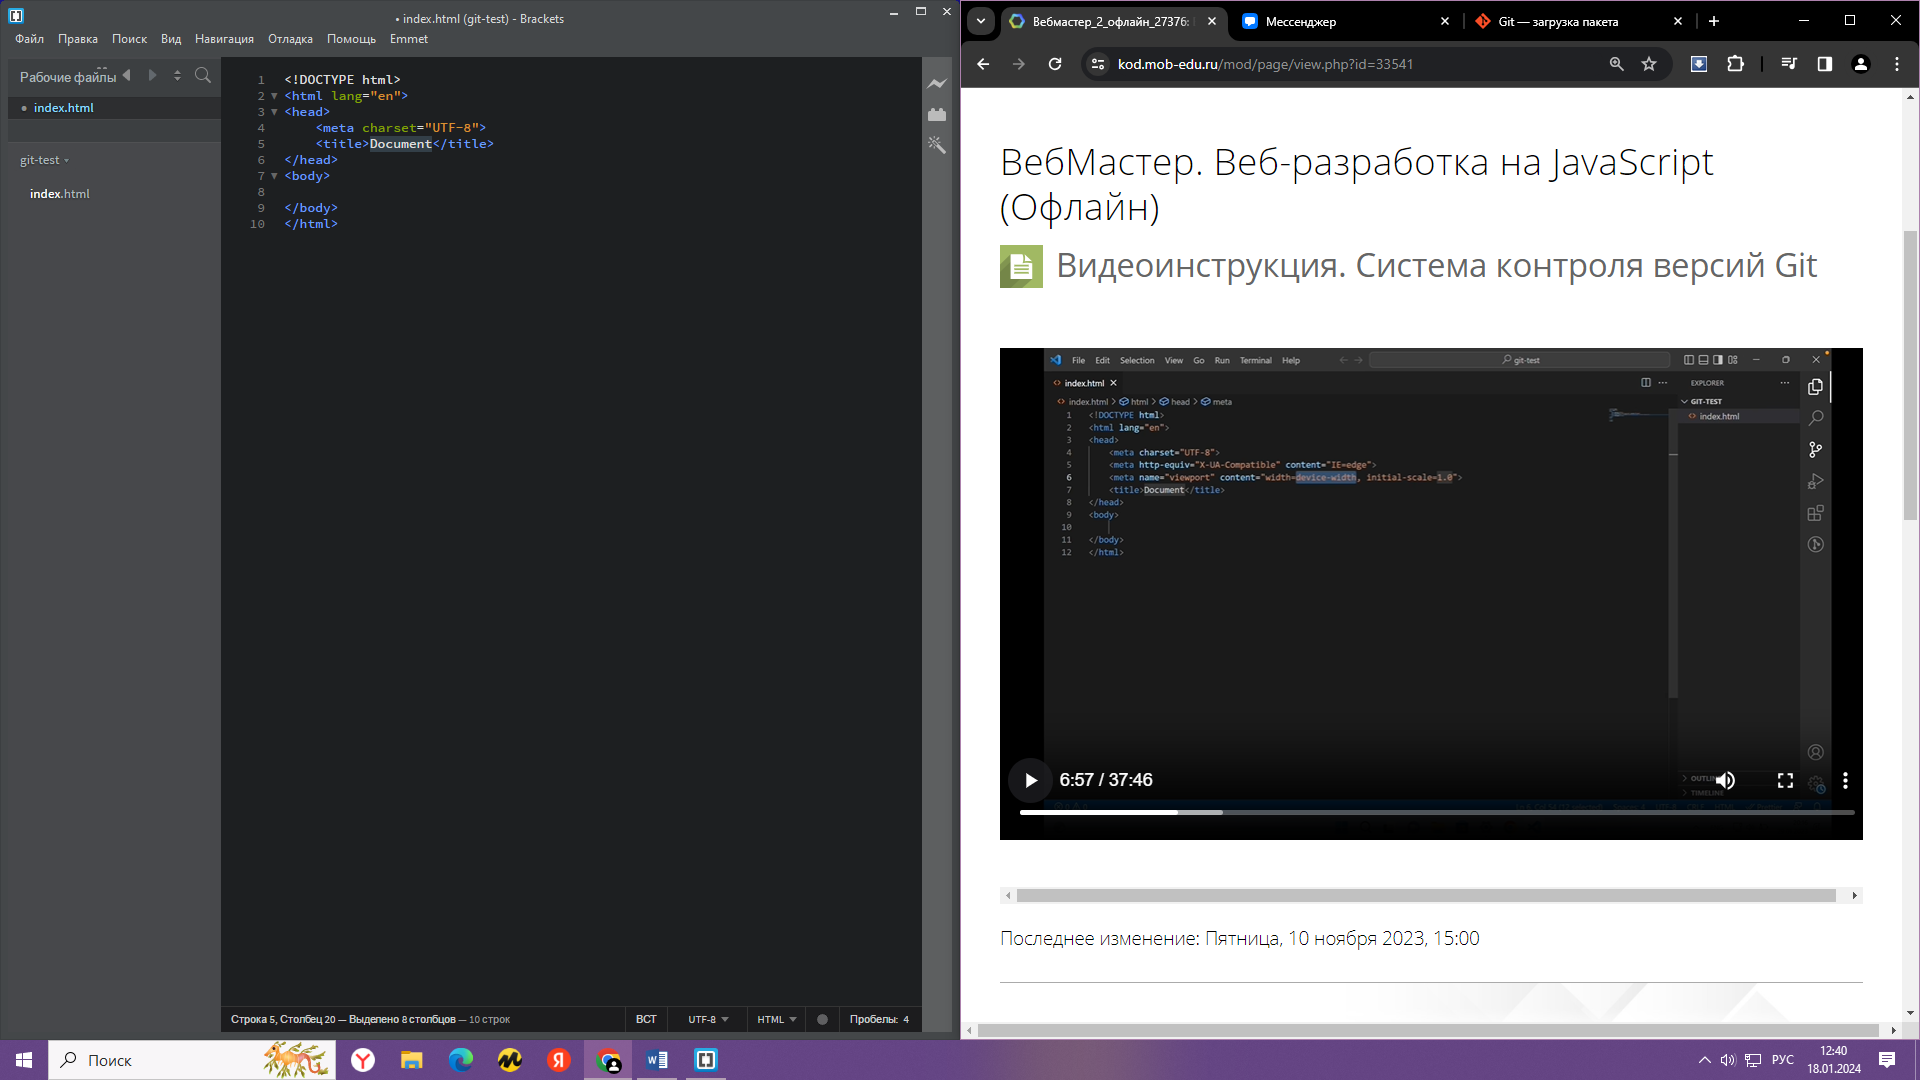 • index.html (git-test) - Brackets
Файл Правка Поиск Вид Навигация Отладка Помощь Emmet
Рабочие файлы
• index.html
git-test
index.html
1 <!DOCTYPE html>
2 <html lang="en">
3 <head>
4 <meta charset="UTF-8">
5 <title>Document</title>
6 </head>
7 <body>
8
9 </body>
10 </html>
Строка 5, Столбец 20 — Выделено 8 столбцов — 10 строк
ВСТ
UTF-8
HTML
Пробелы: 4
Вебмастер_2_офлайн_27376:
Мессенджер
Git — загрузка пакета
kod.mob-edu.ru/mod/page/view.php?id=33541
ВебМастер. Веб-разработка на JavaScript
(Офлайн)
Видеоинструкция. Система контроля версий Git
File Edit Selection View Go Run Terminal Help
git-test
index.html
EXPLORER
index.html > html > head > meta
GIT-TEST
index.html
1 <!DOCTYPE html>
2 <html lang="en">
3 <head>
4 <meta charset="UTF-8">
5 <meta http-equiv="X-UA-Compatible" content="IE=edge">
6 <meta name="viewport" content="width=device-width, initial-scale=1.0">
7 <title>Document</title>
8 </head>
9 <body>
10
11 </body>
12 </html>
6:57 / 37:46
TIMELINE
Последнее изменение: Пятница, 10 ноября 2023, 15:00
Поиск
РУС
12:40
18.01.2024